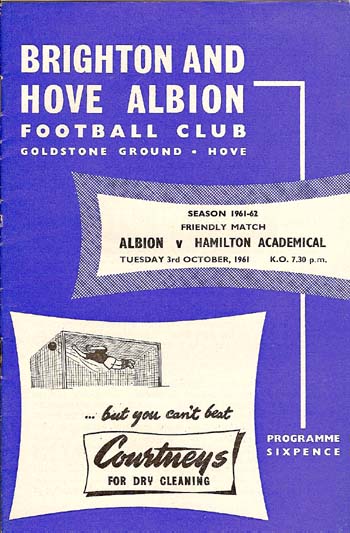 BRIGHTON AND
HOVE ALBION
FOOTBALL CLUB
GOLDSTONE GROUND • HOVE
SEASON 1961-62
FRIENDLY MATCH
ALBION v HAMILTON ACADEMICAL
TUESDAY 3rd OCTOBER, 1961 K.O. 7.30 p.m.
... but you can't beat
Courtneys
FOR DRY CLEANING
PROGRAMME
SIXPENCE